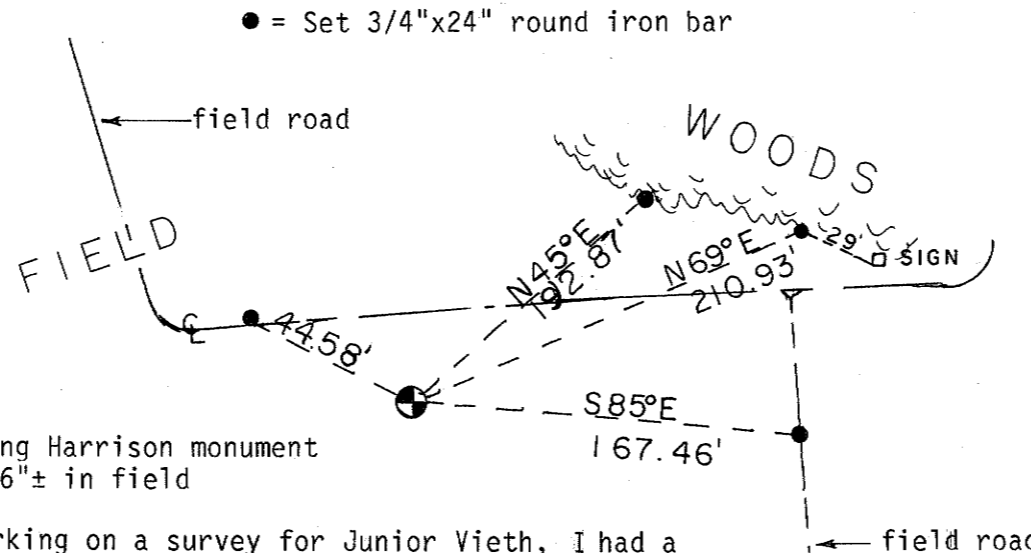 ● = Set 3/4"x24" round iron bar
field road
WOODS
FIELD
N45°E
192.87'
N69°E
210.93'
29'
SIGN
℄
44.58'
S85°E
167.46'
ng Harrison monument
6"± in field
rking on a survey for Junior Vieth, I had a
field road